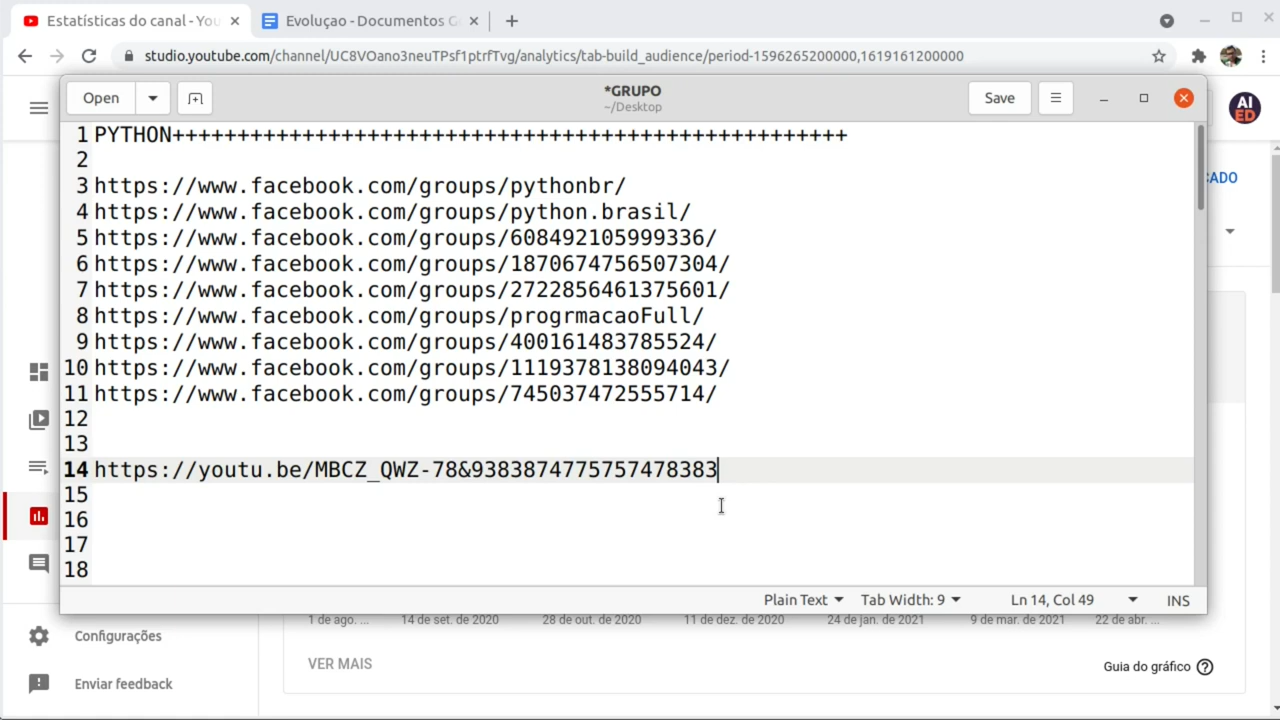 Estatísticas do canal - You
Evoluçao - Documentos G
studio.youtube.com/channel/UC8VOano3neuTPsf1ptrfTvg/analytics/tab-build_audience/period-1596265200000,1619161200000
Open
*GRUPO
~/Desktop
Save
AI
ED
CADO
1 PYTHON++++++++++++++++++++++++++++++++++++++++++++++++++++
2
3 https://www.facebook.com/groups/pythonbr/
4 https://www.facebook.com/groups/python.brasil/
5 https://www.facebook.com/groups/608492105999336/
6 https://www.facebook.com/groups/1870674756507304/
7 https://www.facebook.com/groups/2722856461375601/
8 https://www.facebook.com/groups/progrmacaoFull/
9 https://www.facebook.com/groups/400161483785524/
10 https://www.facebook.com/groups/1119378138094043/
11 https://www.facebook.com/groups/745037472555714/
12
13
14 https://youtu.be/MBCZ_QWZ-78&9383874775757478383
15
16
17
18
Plain Text Tab Width: 9 Ln 14, Col 49 INS
1 de ago. ... 14 de set. de 2020 28 de out. de 2020 11 de dez. de 2020 24 de jan. de 2021 9 de mar. de 2021 22 de abr. ...
Configurações
VER MAIS
Guia do gráfico
Enviar feedback